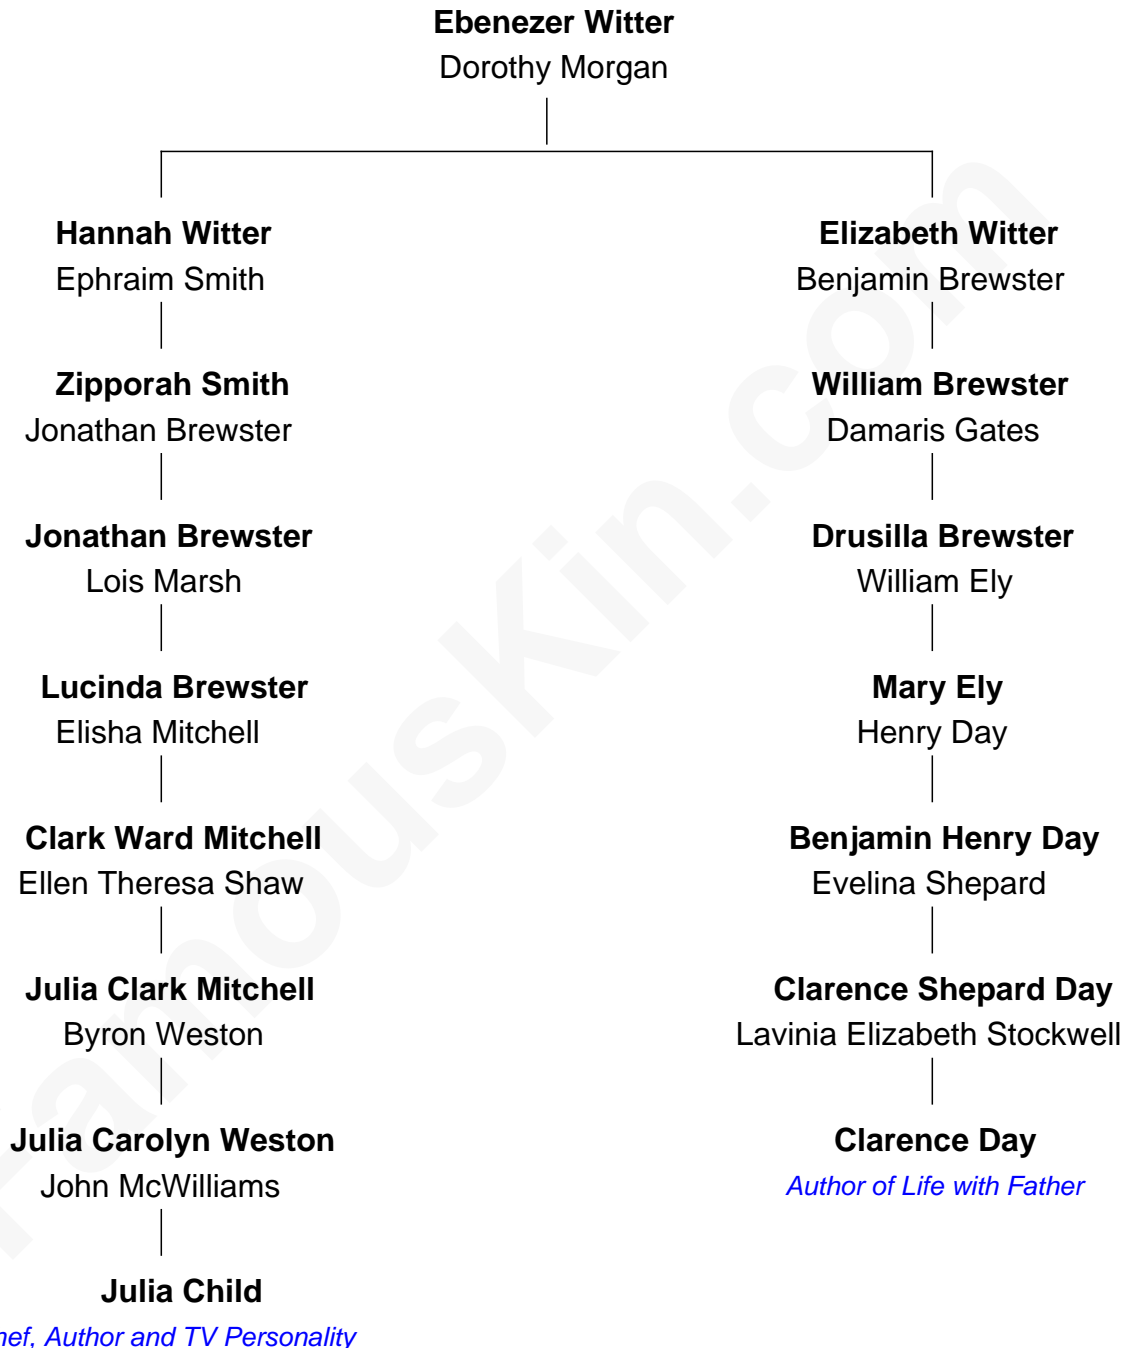 Ebenezer Witter
Dorothy Morgan
Hannah Witter
Ephraim Smith
Elizabeth Witter
Benjamin Brewster
Zipporah Smith
Jonathan Brewster
William Brewster
Damaris Gates
Jonathan Brewster
Lois Marsh
Drusilla Brewster
William Ely
Lucinda Brewster
Elisha Mitchell
Mary Ely
Henry Day
Clark Ward Mitchell
Ellen Theresa Shaw
Benjamin Henry Day
Evelina Shepard
Julia Clark Mitchell
Byron Weston
Clarence Shepard Day
Lavinia Elizabeth Stockwell
Julia Carolyn Weston
John McWilliams
Clarence Day
Author of Life with Father
Julia Child
hef, Author and TV Personality
FamousKin.com